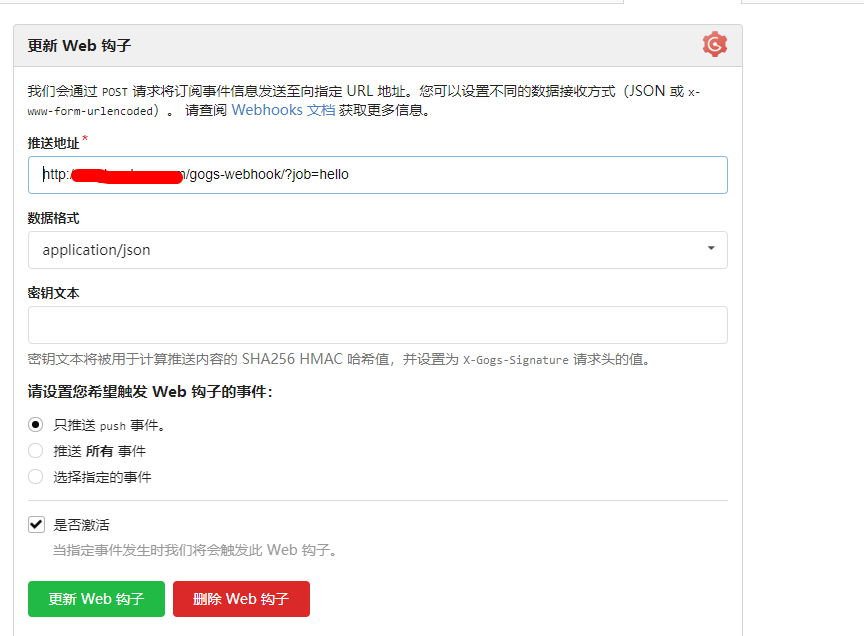 更新 Web 钩子
我们会通过 POST 请求将订阅事件信息发送至向指定 URL 地址。您可以设置不同的数据接收方式（JSON 或 x-
www-form-urlencoded）。 请查阅 Webhooks 文档 获取更多信息。
推送地址*
http:/ /gogs-webhook/?job=hello
数据格式
application/json
密钥文本
密钥文本将被用于计算推送内容的 SHA256 HMAC 哈希值，并设置为 X-Gogs-Signature 请求头的值。
请设置您希望触发 Web 钩子的事件：
只推送 push 事件。
推送 所有 事件
选择指定的事件
是否激活
当指定事件发生时我们将会触发此 Web 钩子。
更新 Web 钩子 删除 Web 钩子